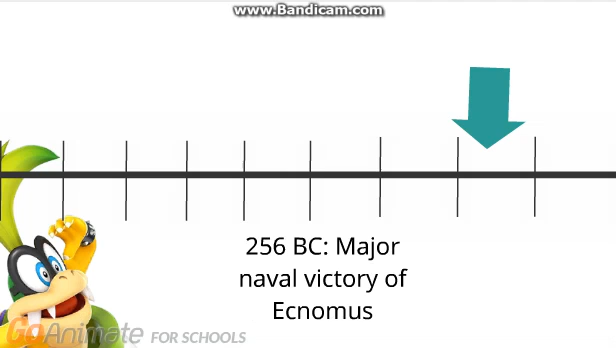 www.Bandicam.com
256 BC: Major
naval victory of
Ecnomus
GoAnimate FOR SCHOOLS